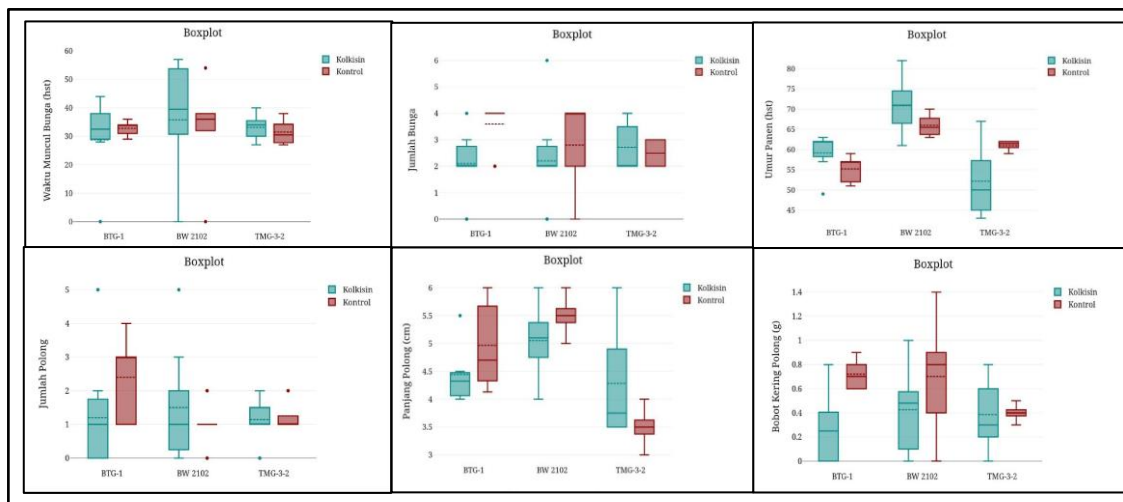 Boxplot
Waktu Muncul Bunga (hst)
60
50
40
30
20
10
0
BTG-1 BW 2102 TMG-3-2
Kolkisin
Kontrol
Boxplot
Jumlah Bunga
6
5
4
3
2
1
0
BTG-1 BW 2102 TMG-3-2
Kolkisin
Kontrol
Boxplot
Umur Panen (hst)
80
75
70
65
60
55
50
45
BTG-1 BW 2102 TMG-3-2
Kolkisin
Kontrol
Boxplot
Jumlah Polong
5
4
3
2
1
0
BTG-1 BW 2102 TMG-3-2
Kolkisin
Kontrol
Boxplot
Panjang Polong (cm)
6
5.5
5
4.5
4
3.5
3
BTG-1 BW 2102 TMG-3-2
Kolkisin
Kontrol
Boxplot
Bobot Kering Polong (g)
1.4
1.2
1
0.8
0.6
0.4
0.2
0
BTG-1 BW 2102 TMG-3-2
Kolkisin
Kontrol